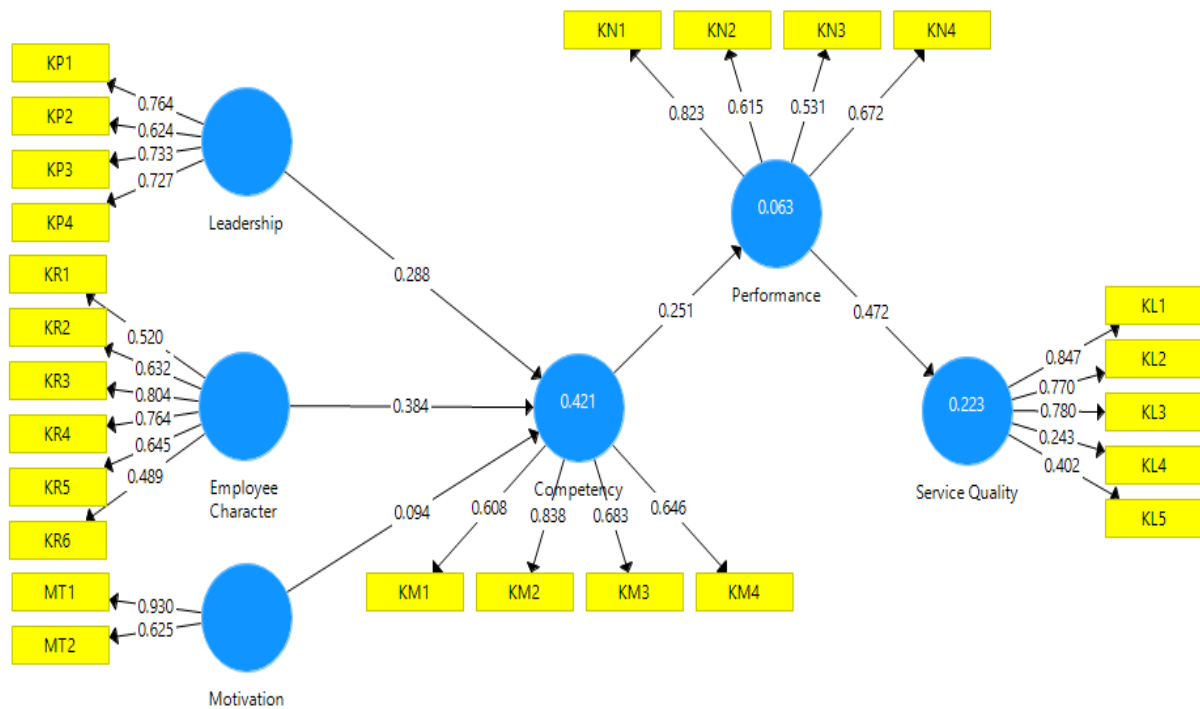 KN1
KN2
KN3
KN4
KP1
KP2
KP3
KP4
0.764
0.624
0.733
0.727
Leadership
0.823
0.615
0.531
0.672
0.063
Performance
KR1
KR2
KR3
KR4
KR5
KR6
0.520
0.632
0.804
0.764
0.645
0.489
Employee
Character
0.288
0.384
0.094
0.251
0.472
0.421
Competency
0.608
0.838
0.683
0.646
KM1
KM2
KM3
KM4
0.223
Service Quality
0.847
0.770
0.780
0.243
0.402
KL1
KL2
KL3
KL4
KL5
MT1
MT2
0.930
0.625
Motivation